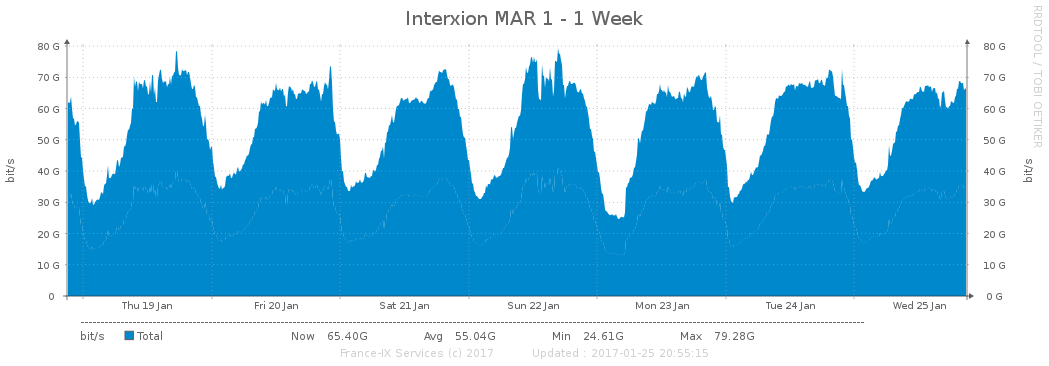 Interxion MAR 1 - 1 Week
RRDTOOL / TOBI OETIKER
bit/s
bit/s
80 G 80 G
70 G 70 G
60 G 60 G
50 G 50 G
40 G 40 G
30 G 30 G
20 G 20 G
10 G 10 G
0 0 G
Thu 19 Jan Fri 20 Jan Sat 21 Jan Sun 22 Jan Mon 23 Jan Tue 24 Jan Wed 25 Jan
bit/s Total Now 65.40G Avg 55.04G Min 24.61G Max 79.28G
France-IX Services (c) 2017 Updated : 2017-01-25 20:55:15